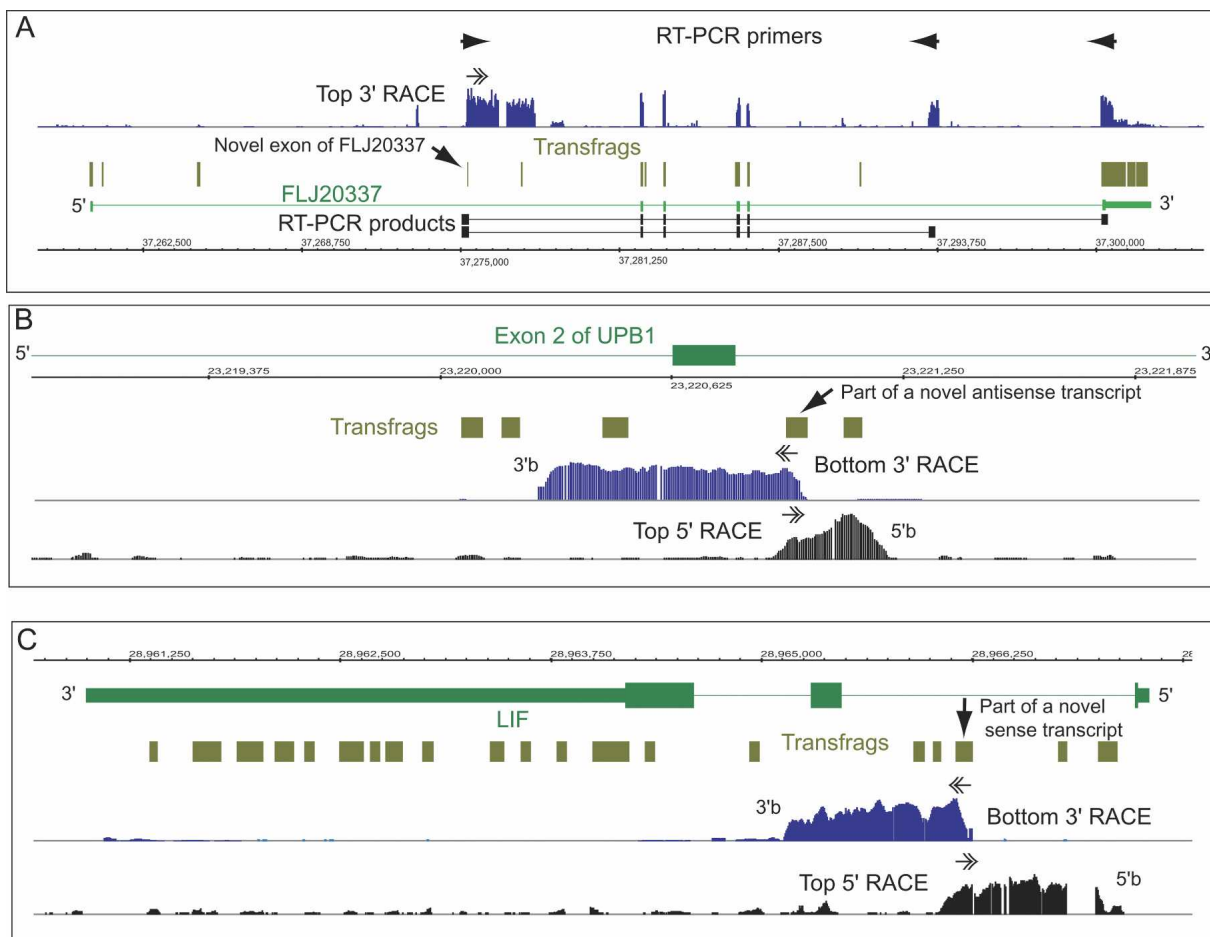 A
RT-PCR primers
Top 3' RACE
Novel exon of FLJ20337
Transfrags
FLJ20337
5'
3'
RT-PCR products
37,262,500
37,268,750
37,275,000
37,281,250
37,287,500
37,293,750
37,300,000
B
5'
Exon 2 of UPB1
3'
23,219,375
23,220,000
23,220,625
23,221,250
23,221,875
Part of a novel antisense transcript
Transfrags
3'b
Bottom 3' RACE
Top 5' RACE
5'b
C
28,961,250
28,962,500
28,963,750
28,965,000
28,966,250
3'
5'
LIF
Part of a novel
sense transcript
Transfrags
3'b
Bottom 3' RACE
Top 5' RACE
5'b